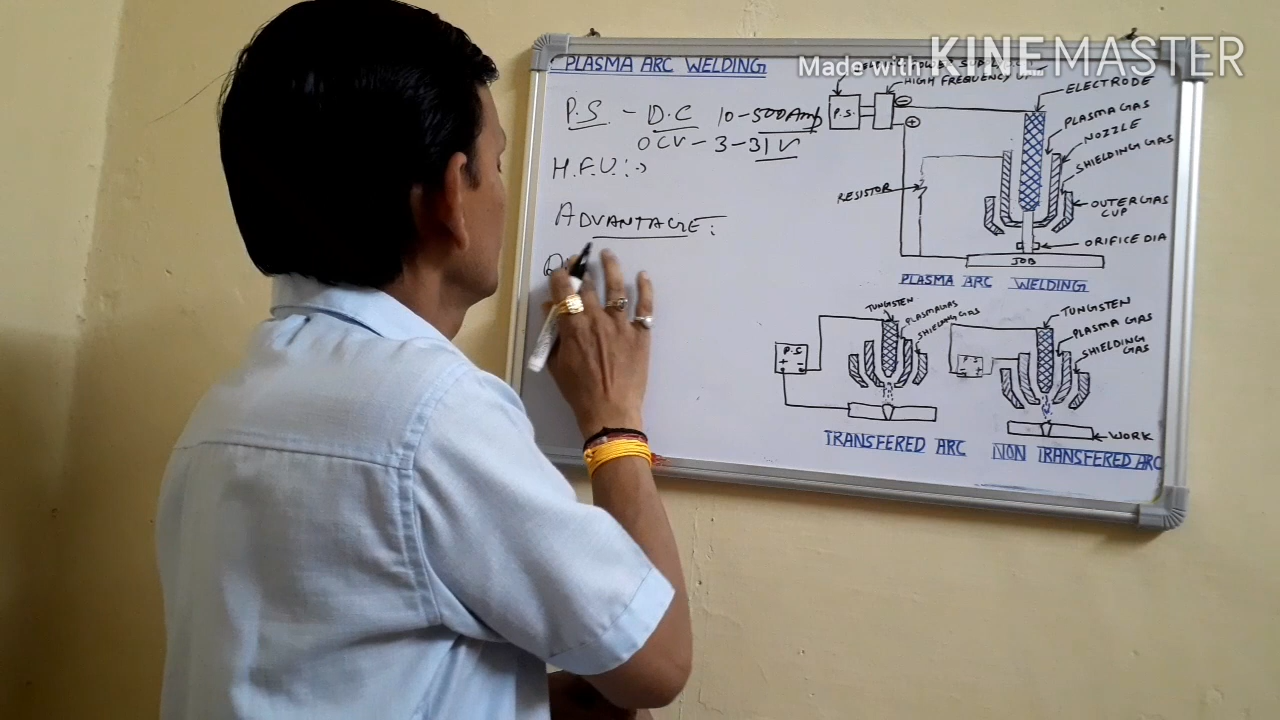 PLASMA ARC WELDING
P.S. - D.C 10-500Amp
OCV - 3-31V
H.F.U :-
ADVANTAGE :
Made with KINEMASTER
HIGH FREQUENCY
P.S.
ELECTRODE
PLASMA GAS
NOZZLE
SHIELDING GAS
RESISTOR
OUTER GAS
CUP
ORIFICE DIA
JOB
PLASMA ARC WELDING
TUNGSTEN
PLASMA GAS
SHIELDING GAS
P.S
+ -
TRANSFERED ARC
TUNGSTEN
PLASMA GAS
SHIELDING
GAS
WORK
NON TRANSFERED ARC